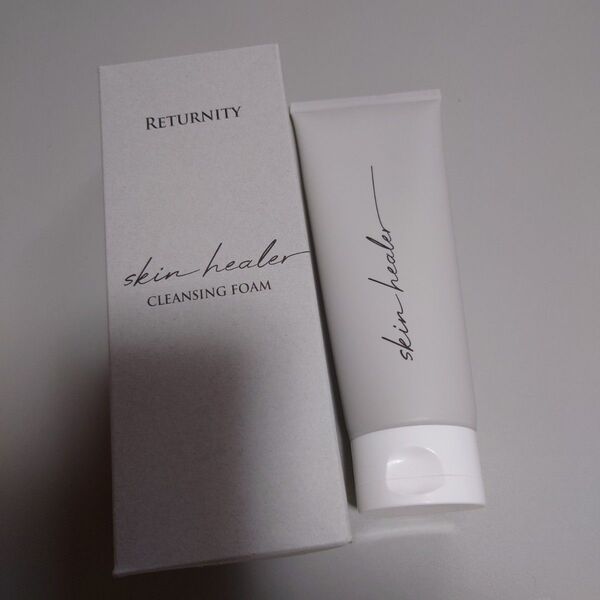 RETURNITY
skin healer
CLEANSING FOAM
skin healer